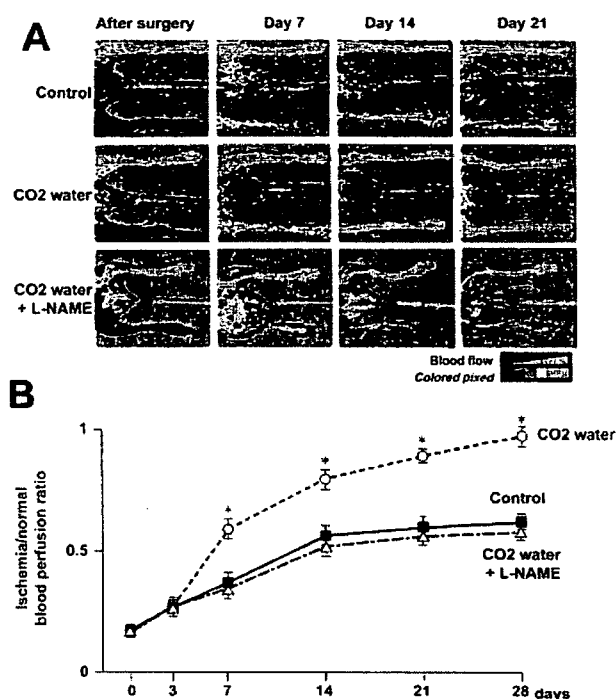 A
After surgery Day 7 Day 14 Day 21
Control
CO2 water
CO2 water
+ L-NAME
Blood flow
Colored pixed
B
Ischemia/normal
blood perfusion ratio
1
0.5
0
* * * * *
CO2 water
Control
CO2 water
+ L-NAME
0 3 7 14 21 28 days